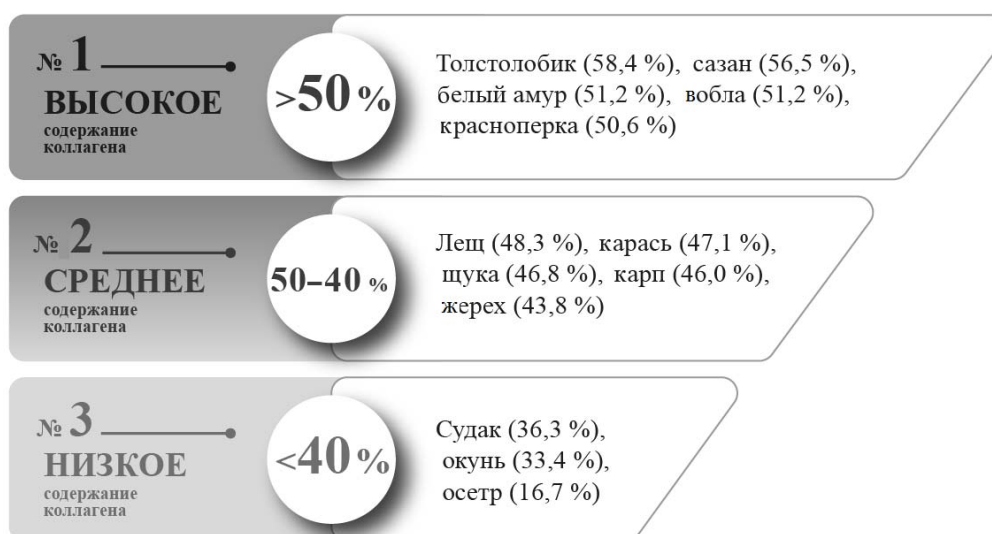 № 1
ВЫСОКОЕ
содержание
коллагена
>50 %
Толстолобик (58,4 %), сазан (56,5 %),
белый амур (51,2 %), вобла (51,2 %),
красноперка (50,6 %)
№ 2
СРЕДНЕЕ
содержание
коллагена
50–40 %
Лещ (48,3 %), карась (47,1 %),
щука (46,8 %), карп (46,0 %),
жерех (43,8 %)
№ 3
НИЗКОЕ
содержание
коллагена
<40 %
Судак (36,3 %),
окунь (33,4 %),
осетр (16,7 %)